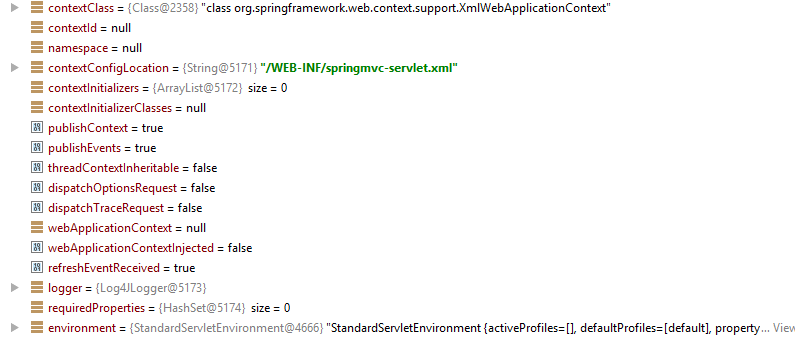 contextClass = {Class@2358} "class org.springframework.web.context.support.XmlWebApplicationContext"
contextId = null
namespace = null
contextConfigLocation = {String@5171} "/WEB-INF/springmvc-servlet.xml"
contextInitializers = {ArrayList@5172} size = 0
contextInitializerClasses = null
publishContext = true
publishEvents = true
threadContextInheritable = false
dispatchOptionsRequest = false
dispatchTraceRequest = false
webApplicationContext = null
webApplicationContextInjected = false
refreshEventReceived = true
logger = {Log4JLogger@5173}
requiredProperties = {HashSet@5174} size = 0
environment = {StandardServletEnvironment@4666} "StandardServletEnvironment {activeProfiles=[], defaultProfiles=[default], property... View